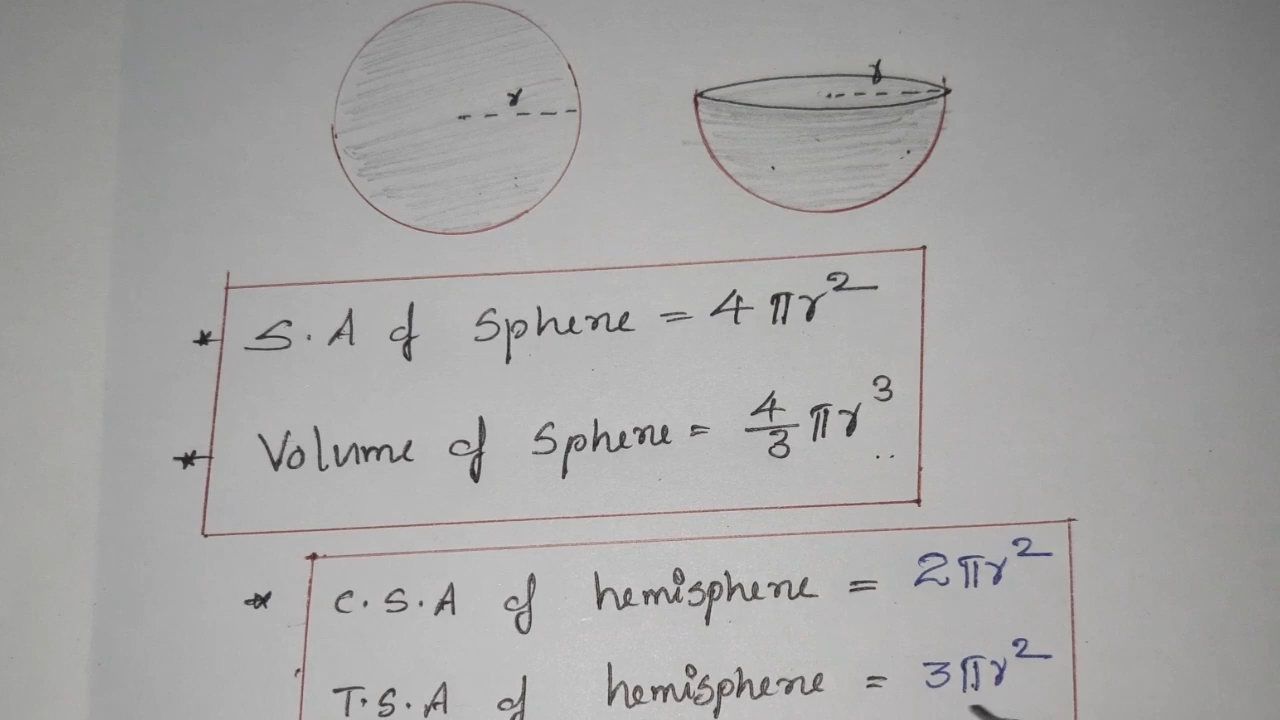 r
r
* S.A of Sphere = 4πr²
* Volume of Sphere = 4/3 πr³
* C.S.A of hemisphere = 2πr²
T.S.A of hemisphere = 3πr²